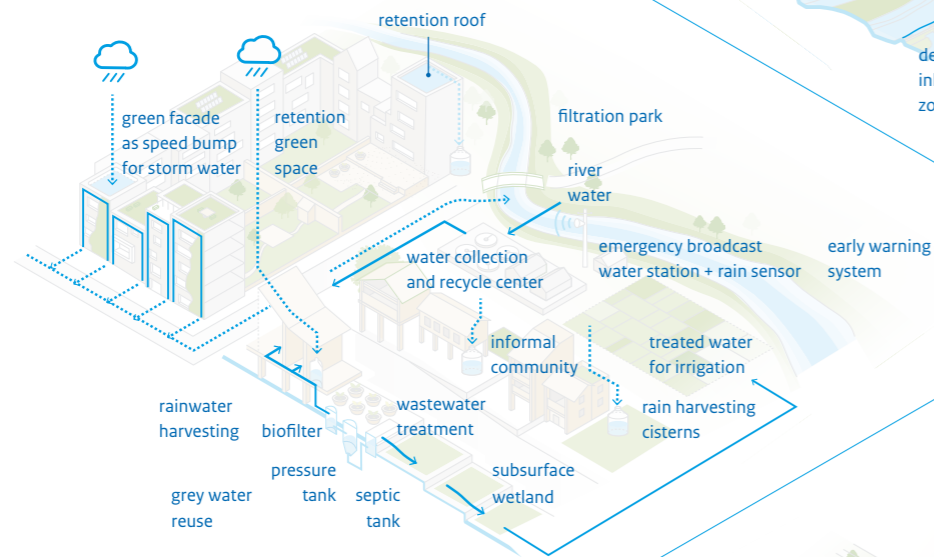 retention roof
green facade
as speed bump
for storm water
retention
green
space
filtration park
river
water
water collection
and recycle center
emergency broadcast
water station + rain sensor
early warning
system
informal
community
treated water
for irrigation
rain harvesting
cisterns
rainwater
harvesting
biofilter
wastewater
treatment
pressure
tank
grey water
reuse
septic
tank
subsurface
wetland